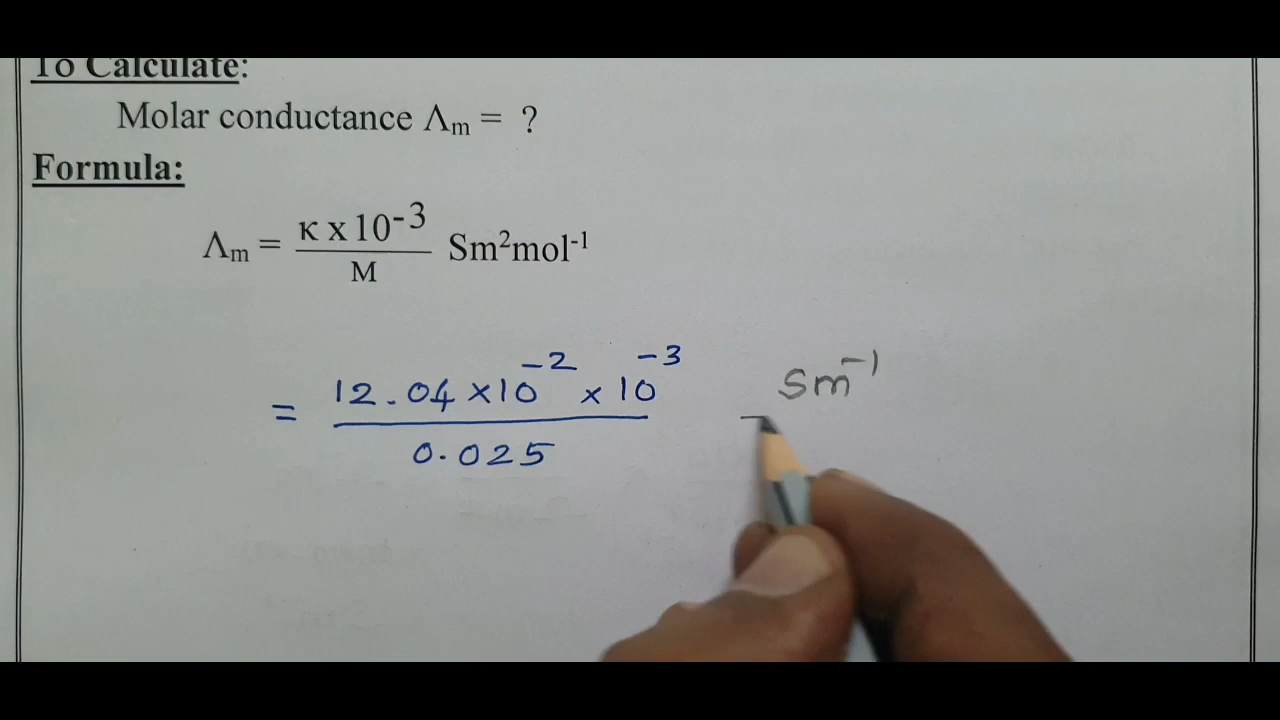 To Calculate:
Molar conductance Λm = ?
Formula:
Λm = κ x 10⁻³ / M Sm²mol⁻¹
= 12.04 × 10⁻² × 10⁻³ / 0.025 Sm⁻¹